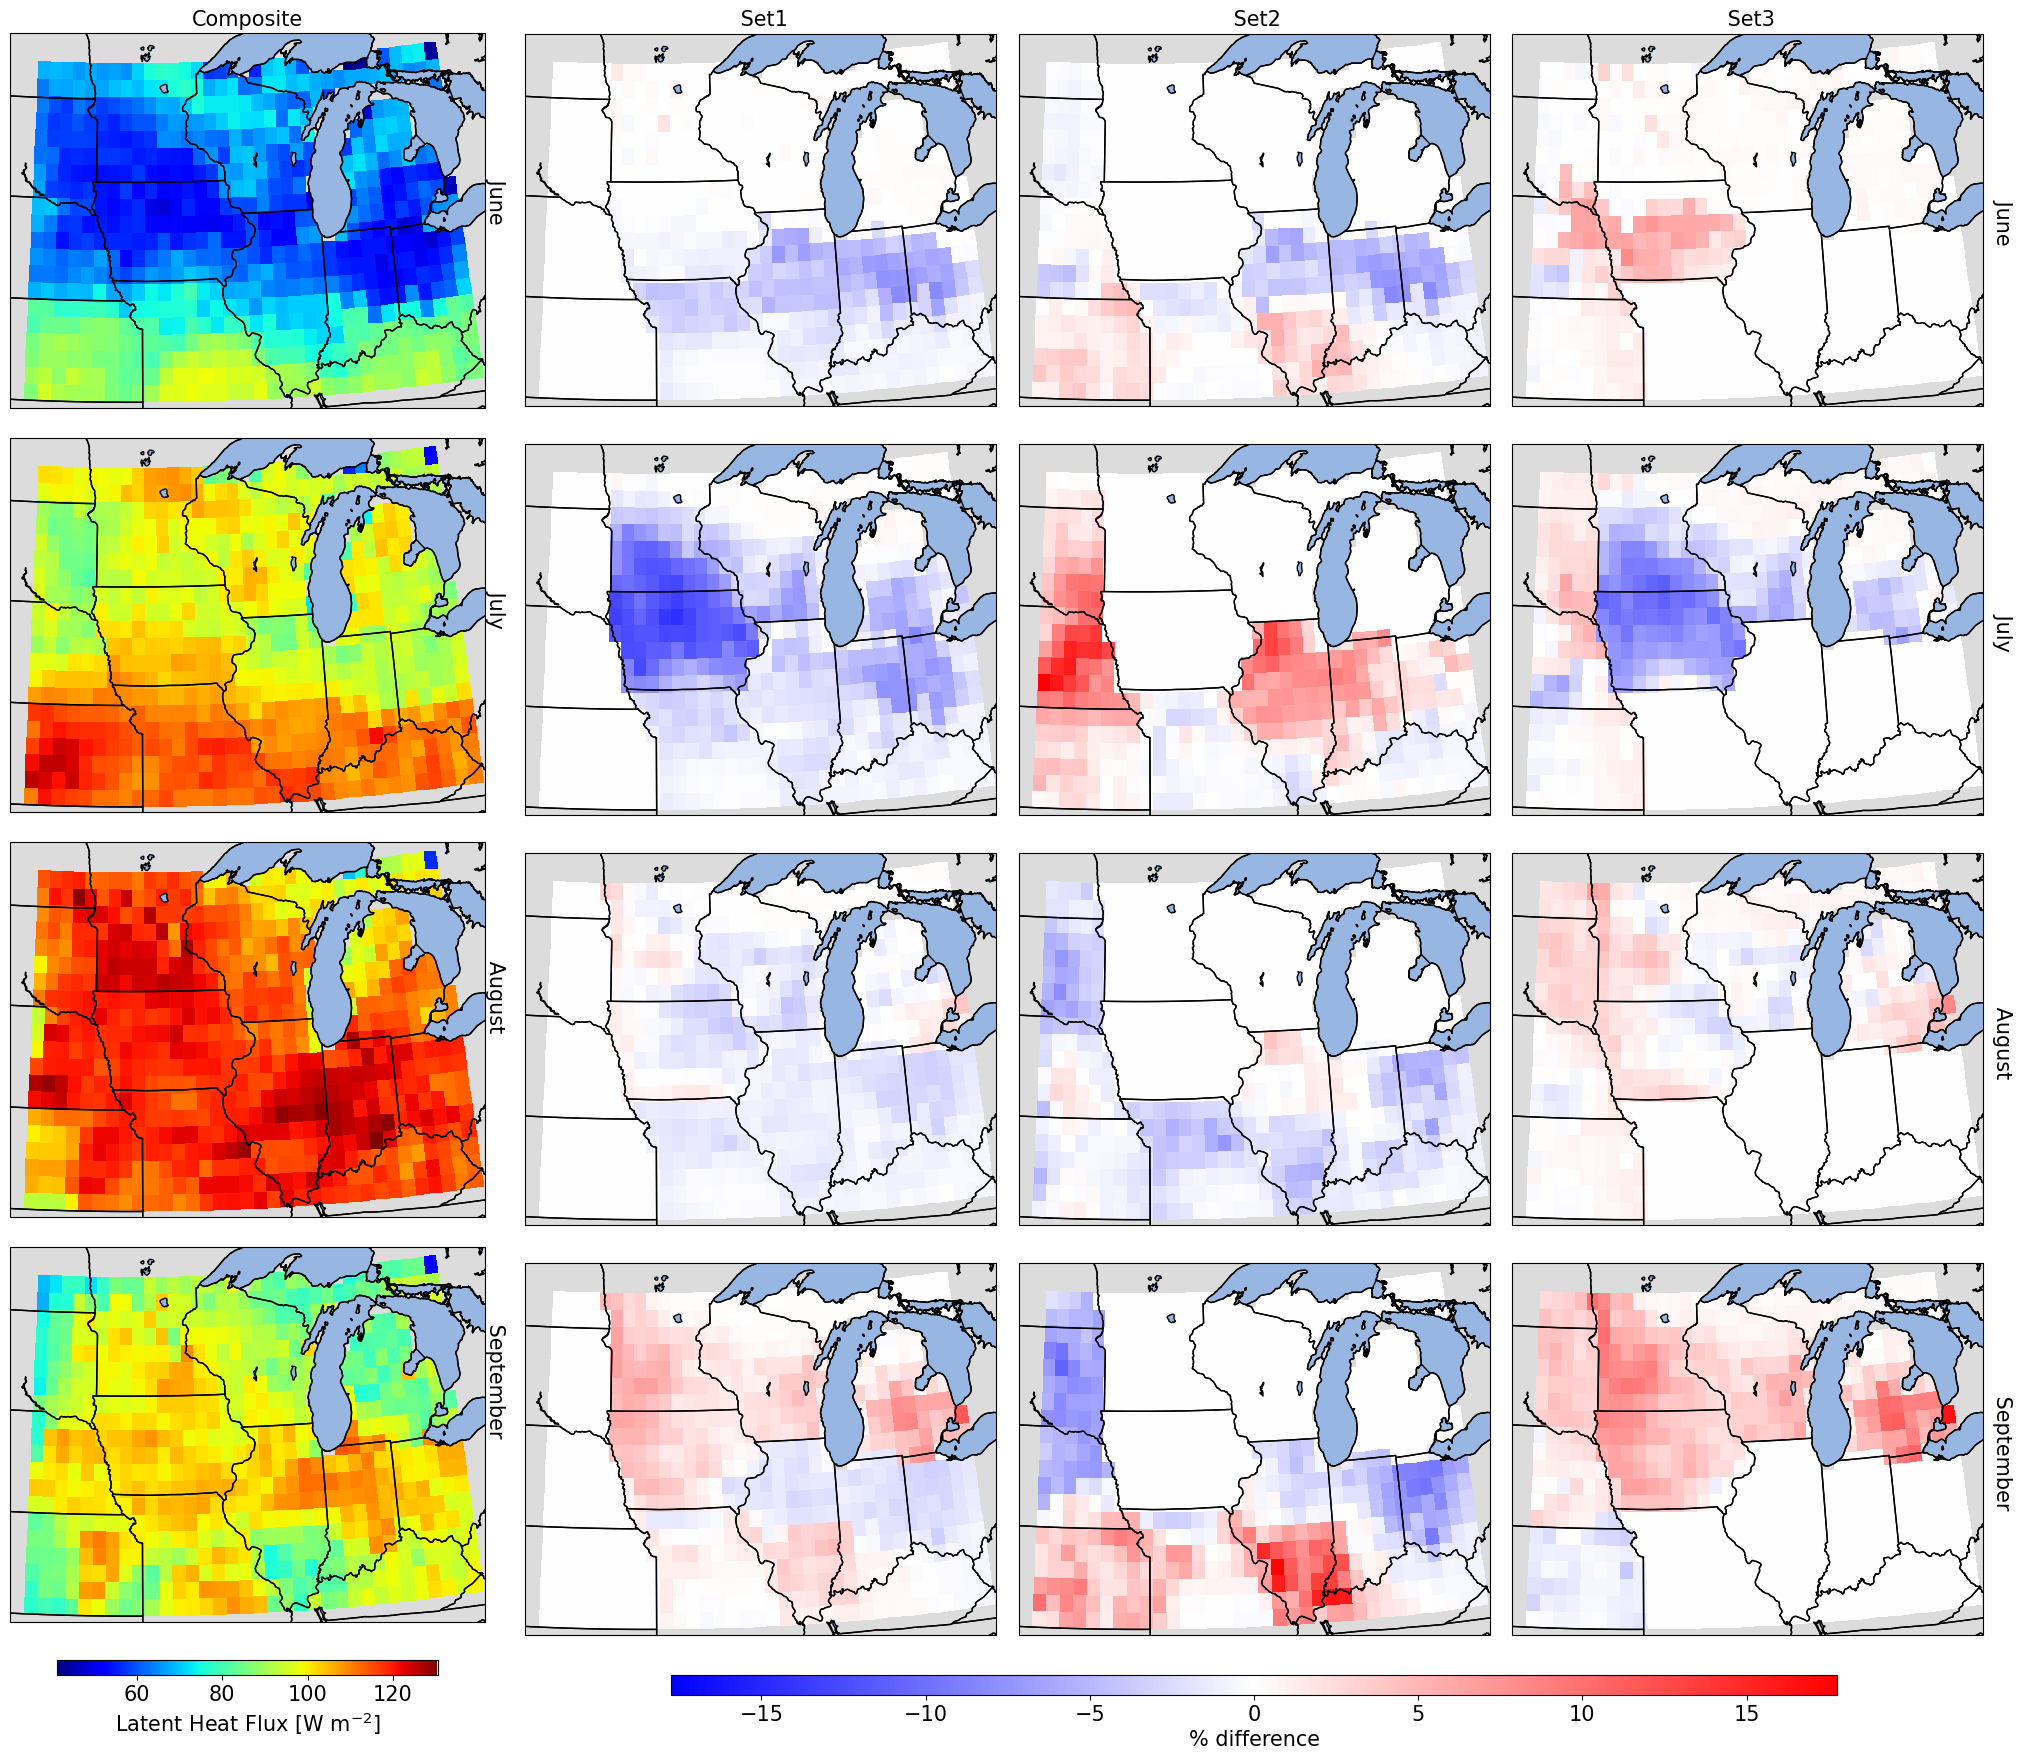 Composite Set1 Set2 Set3
June June
July July
August August
September September
60 80 100 120
Latent Heat Flux [W m⁻²]
−15 −10 −5 0 5 10 15
% difference